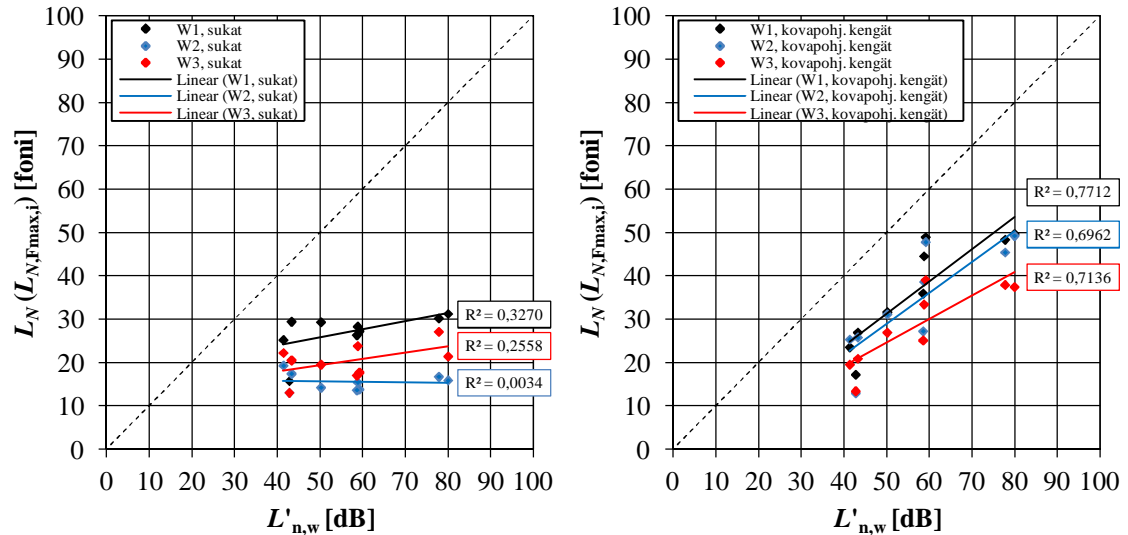 100
90
80
70
60
50
40
30
20
10
0
L_N (L_N,Fmax,i) [foni]
W1, sukat
W2, sukat
W3, sukat
Linear (W1, sukat)
Linear (W2, sukat)
Linear (W3, sukat)
R² = 0,3270
R² = 0,2558
R² = 0,0034
0 10 20 30 40 50 60 70 80 90 100
L'n,w [dB]
100
90
80
70
60
50
40
30
20
10
0
L_N (L_N,Fmax,i) [foni]
W1, kovapohj. kengät
W2, kovapohj. kengät
W3, kovapohj. kengät
Linear (W1, kovapohj. kengät)
Linear (W2, kovapohj. kengät)
Linear (W3, kovapohj. kengät)
R² = 0,7712
R² = 0,6962
R² = 0,7136
0 10 20 30 40 50 60 70 80 90 100
L'n,w [dB]